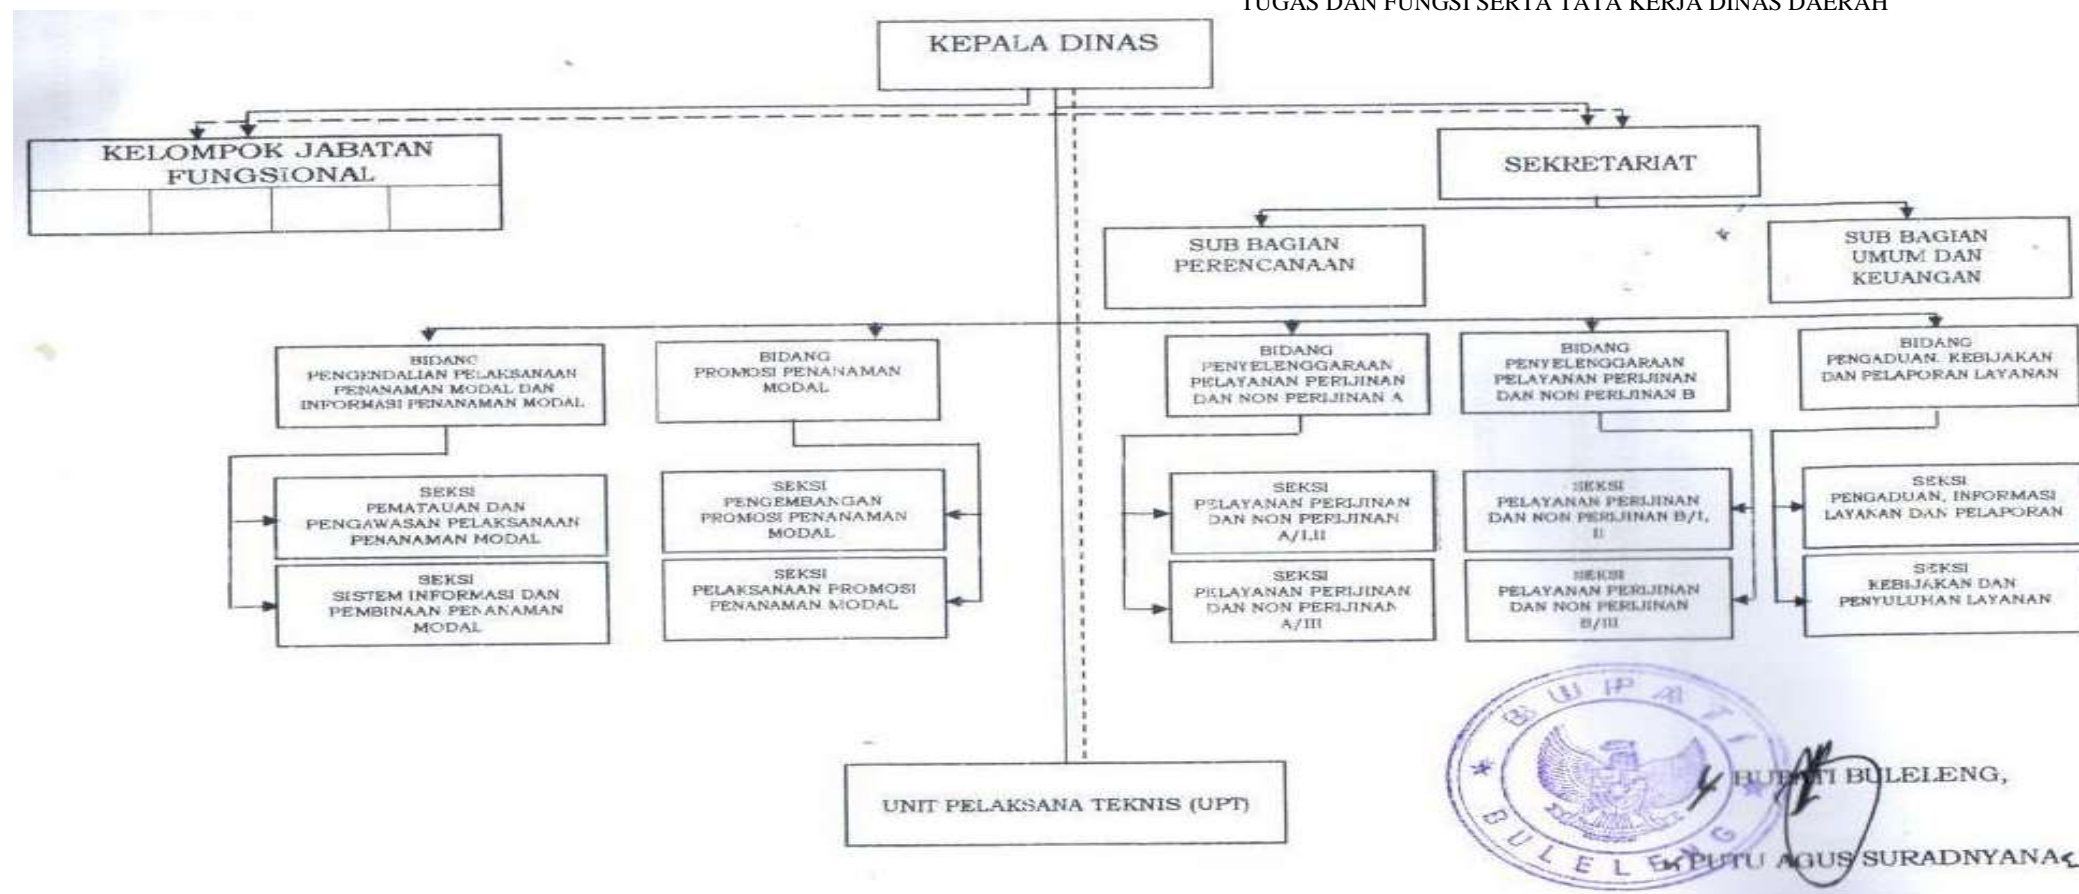 TUGAS DAN FUNGSI SERTA TATA KERJA DINAS DAERAH
KEPALA DINAS
KELOMPOK JABATAN
FUNGSIONAL
SEKRETARIAT
SUB BAGIAN
PERENCANAAN
SUB BAGIAN
UMUM DAN
KEUANGAN
BIDANG
PENGENDALIAN PELAKSANAAN
PENANAMAN MODAL DAN
INFORMASI PENANAMAN MODAL
BIDANG
PROMOSI PENANAMAN
MODAL
BIDANG
PENYELENGGARAAN
PELAYANAN PERIJINAN
DAN NON PERIJINAN A
BIDANG
PENYELENGGARAAN
PELAYANAN PERIJINAN
DAN NON PERIJINAN B
BIDANG
PENGADUAN, KEBIJAKAN
DAN PELAPORAN LAYANAN
SEKSI
PEMATAUAN DAN
PENGAWASAN PELAKSANAAN
PENANAMAN MODAL
SEKSI
PENGEMBANGAN
PROMOSI PENANAMAN
MODAL
SEKSI
PELAYANAN PERIJINAN
DAN NON PERIJINAN
A/I,II
SEKSI
PELAYANAN PERIJINAN
DAN NON PERIJINAN B/I,
II
SEKSI
PENGADUAN, INFORMASI
LAYANAN DAN PELAPORAN
SEKSI
SISTEM INFORMASI DAN
PEMBINAAN PENANAMAN
MODAL
SEKSI
PELAKSANAAN PROMOSI
PENANAMAN MODAL
SEKSI
PELAYANAN PERIJINAN
DAN NON PERIJINAN
A/III
SEKSI
PELAYANAN PERIJINAN
DAN NON PERIJINAN
B/III
SEKSI
KEBIJAKAN DAN
PENYULUHAN LAYANAN
UNIT PELAKSANA TEKNIS (UPT)
BUPATI
BULELENG
BUPATI BULELENG,
PUTU AGUS SURADNYANA